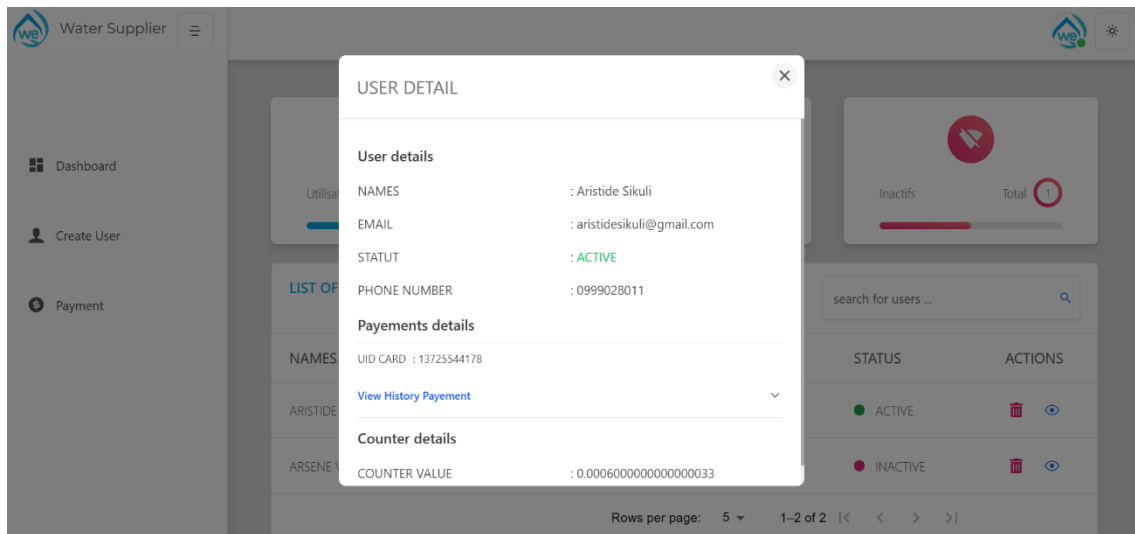 we Water Supplier
we
USER DETAIL
User details
NAMES : Aristide Sikuli
EMAIL : aristidesikuli@gmail.com
STATUT : ACTIVE
PHONE NUMBER : 0999028011
Payements details
UID CARD : 13725544178
View History Payement
Counter details
COUNTER VALUE : 0.0006000000000000033
Dashboard
Create User
Payment
Inactifs Total 1
LIST OF
search for users ...
NAMES STATUS ACTIONS
ARISTIDE ACTIVE
ARSENE INACTIVE
Rows per page: 5 1–2 of 2